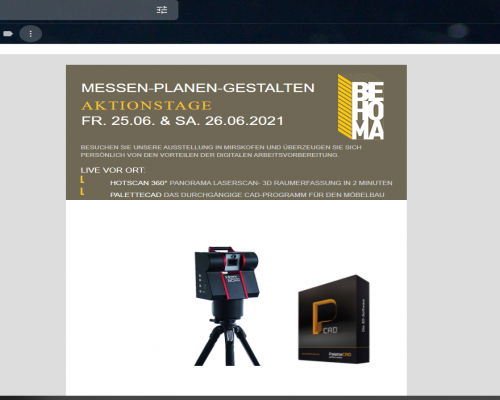 MESSEN-PLANEN-GESTALTEN
AKTIONSTAGE
FR. 25.06. & SA. 26.06.2021
BE
HO
MA
BESUCHEN SIE UNSERE AUSSTELLUNG IN MIRSKOFEN UND ÜBERZEUGEN SIE SICH
PERSÖNLICH VON DEN VORTEILEN DER DIGITALEN ARBEITSVORBEREITUNG.
LIVE VOR ORT:
HOTSCAN 360° PANORAMA LASERSCAN- 3D RAUMERFASSUNG IN 2 MINUTEN
PALETTECAD DAS DURCHGÄNGIGE CAD-PROGRAMM FÜR DEN MÖBELBAU
P
CAD
PaletteCAD